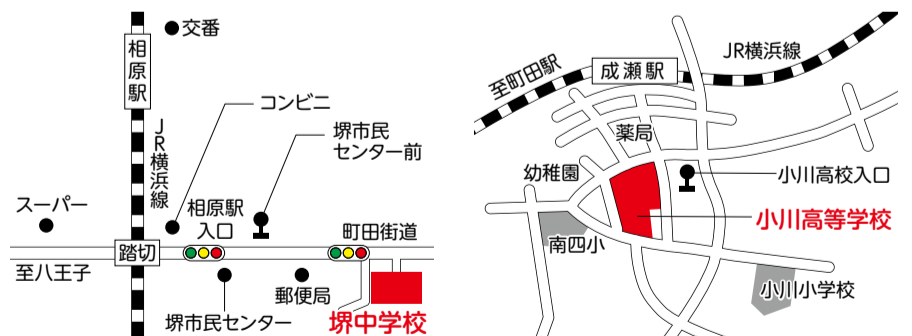 交番
相原駅
コンビニ
JR横浜線
堺市民
センター前
スーパー
相原駅
入口
町田街道
踏切
至八王子
郵便局
堺市民センター
堺中学校
JR横浜線
至町田駅
成瀬駅
薬局
幼稚園
小川高校入口
小川高等学校
南四小
小川小学校